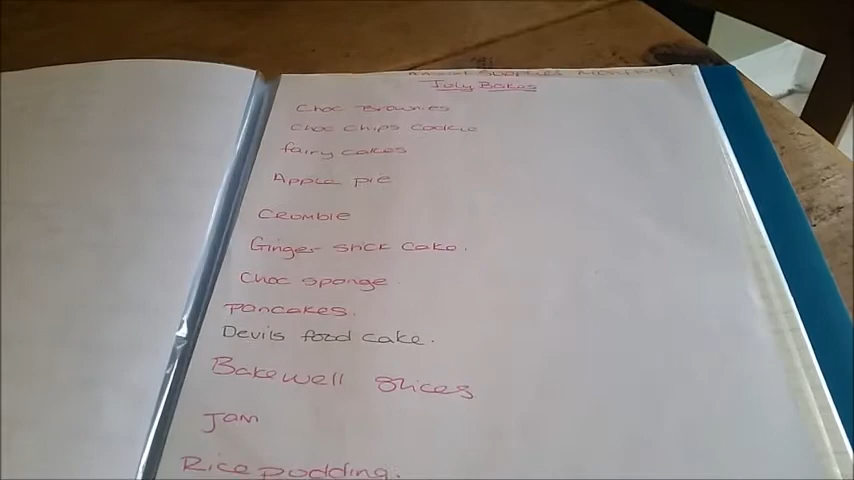 July Bakes
Choc Brownies
Choc Chips Cookie
fairy cakes
Apple pie
Crumble
Ginger stick cake.
Choc sponge
pancakes.
Devils food cake.
Bakewell slices
Jam
Rice pudding.